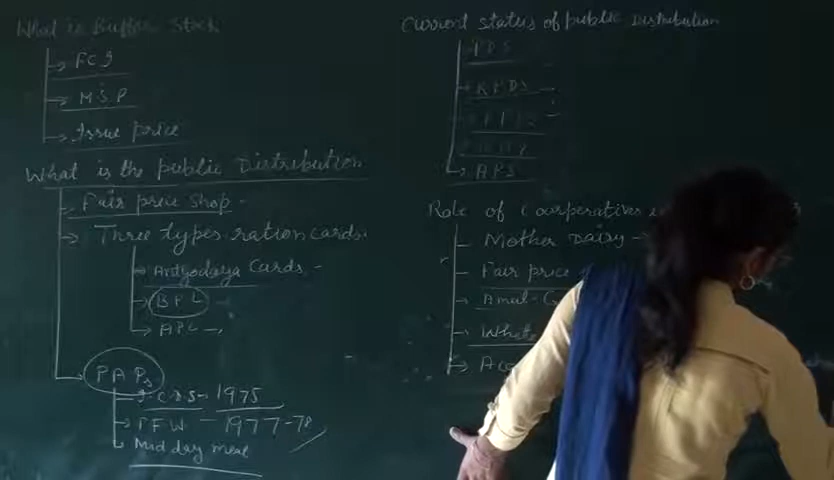 What is Buffer Stock
FCI
M.S.P
Issue price
What is the public Distribution
Fair price shop -
Three types ration cards.
Antyodaya Cards -
BPL
APL -
PAPs
ICDS - 1975
FFW - 1977-78
Mid day meal
Current status of public Distribution
PDS
RPDS
TPDS
APS
Role of Cooperatives
Mother Dairy -
Fair price
Amul -